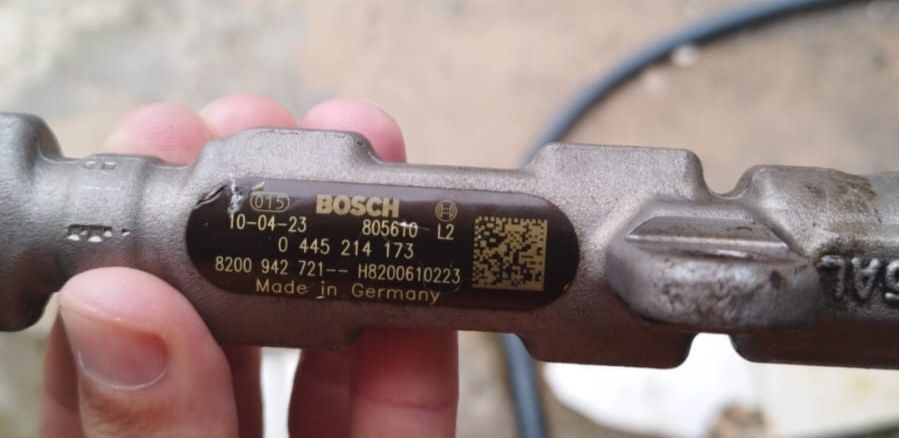 015 BOSCH
10-04-23 805610 L2
0 445 214 173
8200 942 721-- H8200610223
Made in Germany